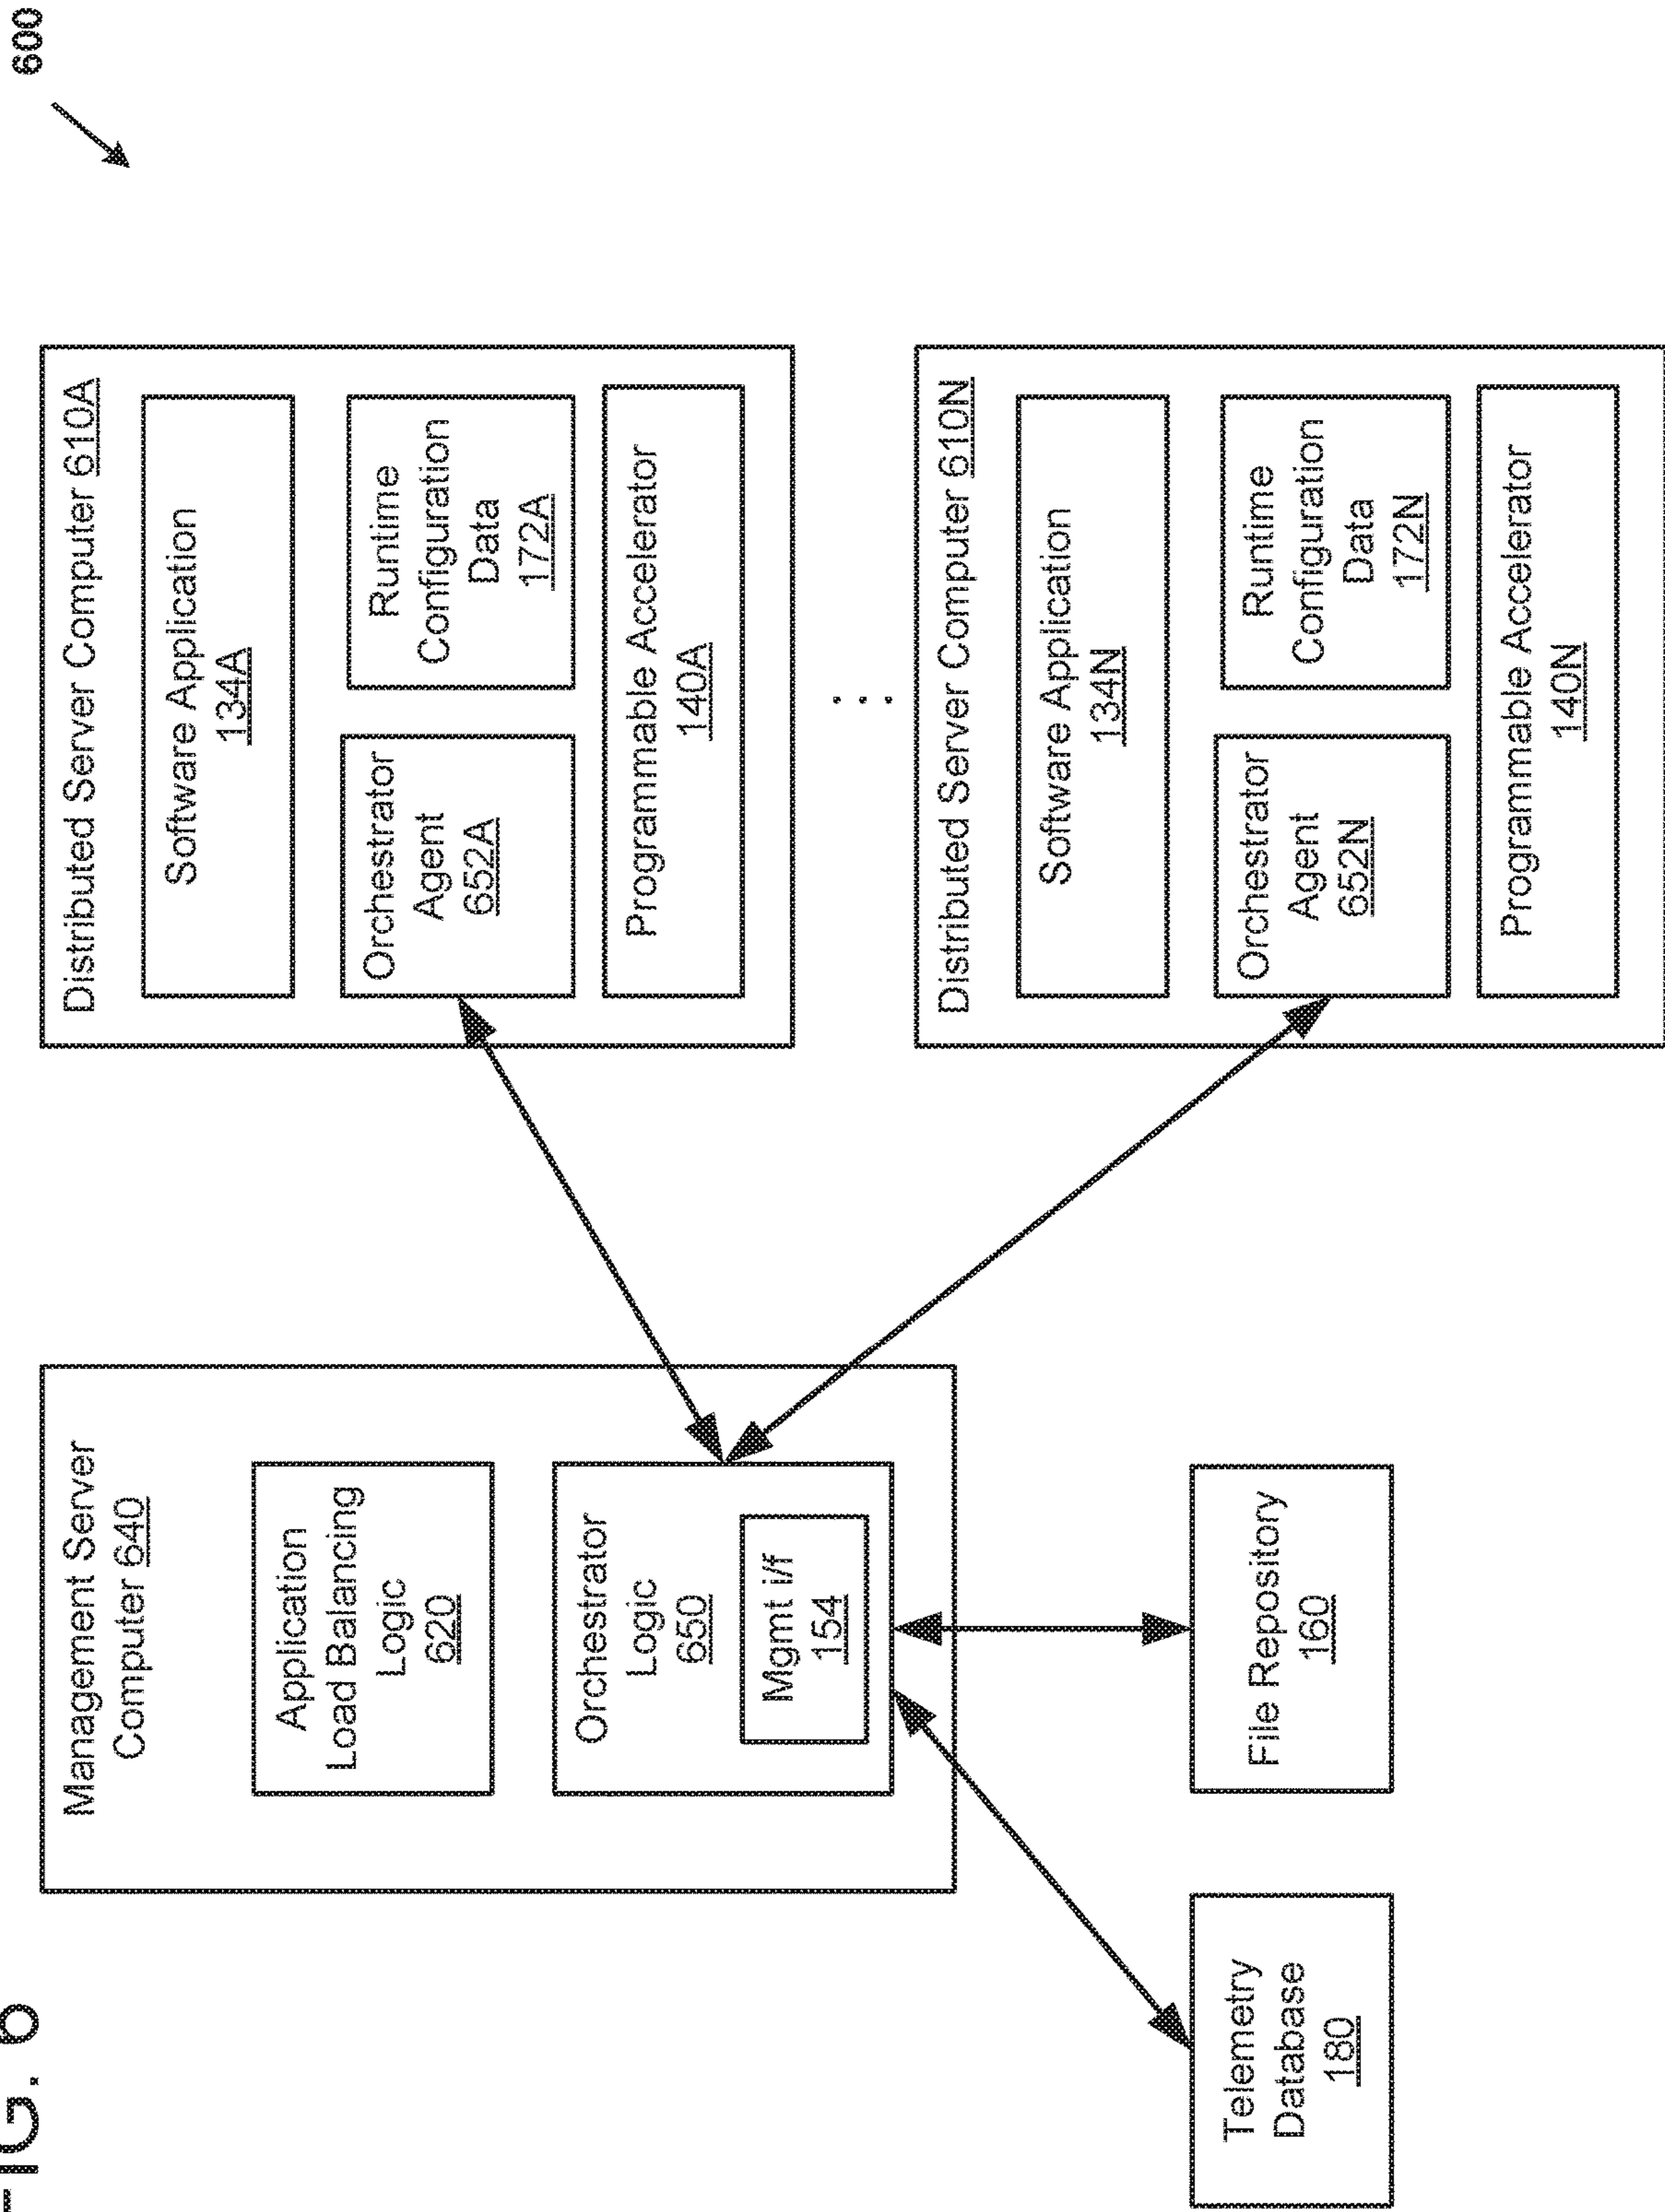 FIG. 6
600
Management Server
Computer 640
Application
Load Balancing
Logic
620
Orchestrator
Logic
650
Mgmt i/f
154
Telemetry
Database
180
File Repository
160
Distributed Server Computer 610A
Software Application
134A
Orchestrator
Agent
652A
Runtime
Configuration
Data
172A
Programmable Accelerator
140A
. . .
Distributed Server Computer 610N
Software Application
134N
Orchestrator
Agent
652N
Runtime
Configuration
Data
172N
Programmable Accelerator
140N